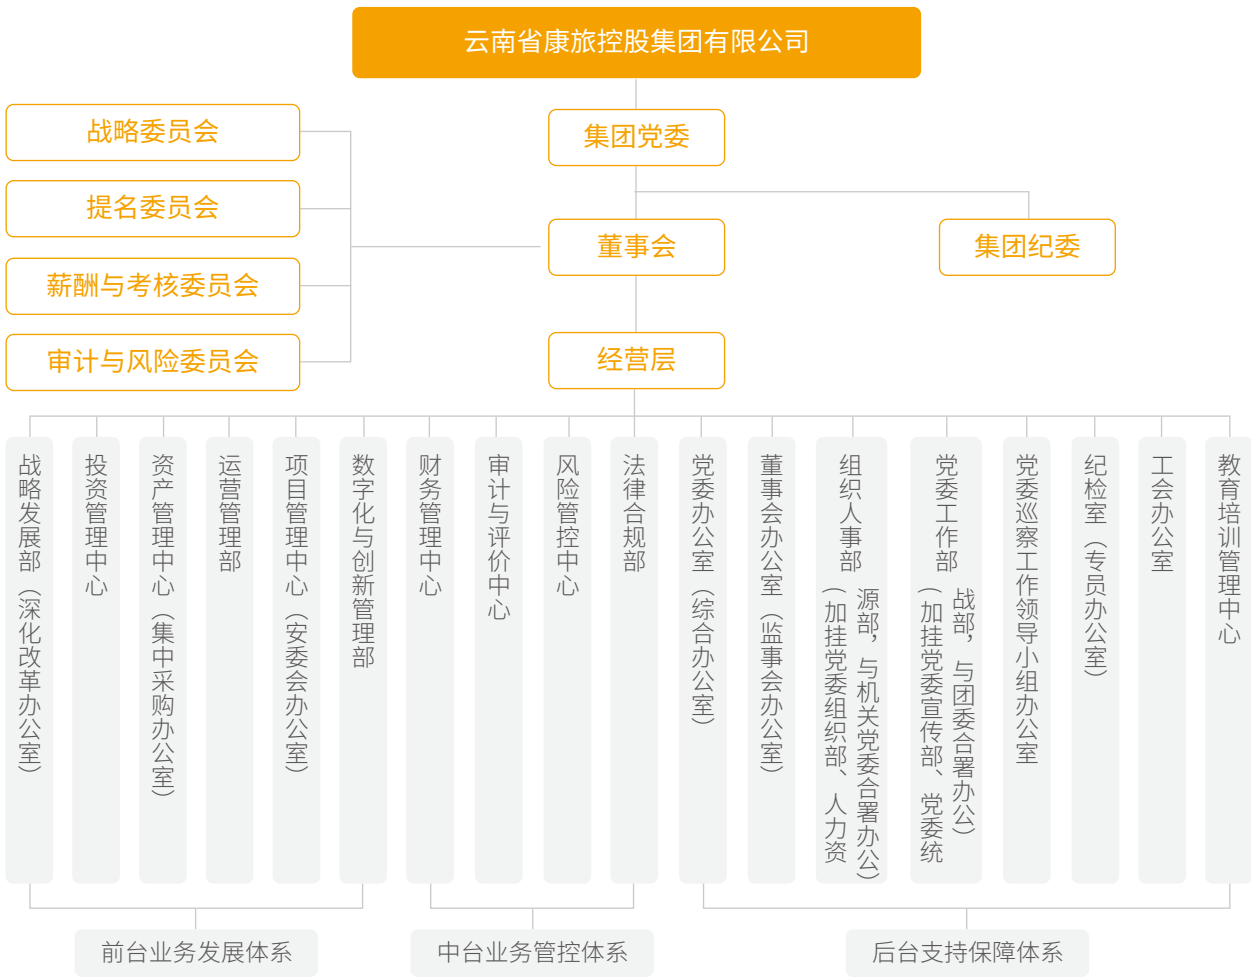 云南省康旅控股集团有限公司
集团党委
战略委员会
提名委员会
薪酬与考核委员会
审计与风险委员会
董事会
集团纪委
经营层
战略发展部（深化改革办公室）
投资管理中心
资产管理中心（集中采购办公室）
运营管理部
项目管理中心（安委会办公室）
数字化与创新管理部
财务管理中心
审计与评价中心
风险管控中心
法律合规部
党委办公室（综合办公室）
董事会办公室（监事会办公室）
组织人事部
（加挂党委组织部、人力资
源部，与机关党委合署办公）
党委工作部
（加挂党委宣传部、党委统
战部，与团委合署办公）
党委巡察工作领导小组办公室
纪检室（专员办公室）
工会办公室
教育培训管理中心
前台业务发展体系
中台业务管控体系
后台支持保障体系